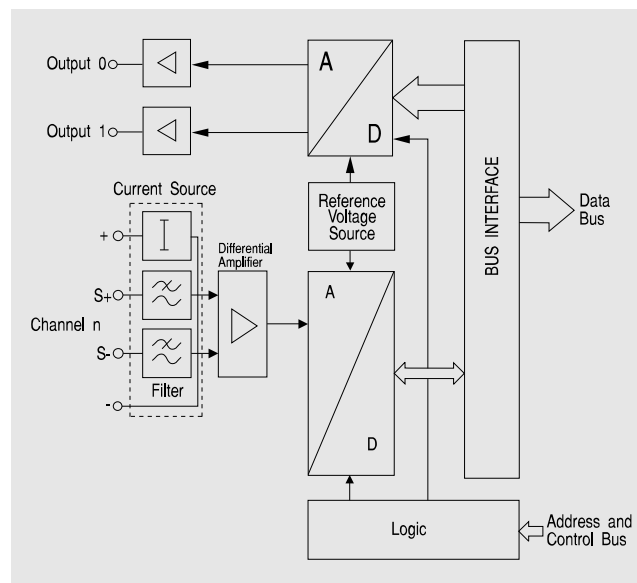 Output 0
A
D
Output 1
Current Source
+
I
S+
Channel n
S-
Filter
-
Differential
Amplifier
Reference
Voltage
Source
A
D
BUS INTERFACE
Data
Bus
Logic
Address and
Control Bus